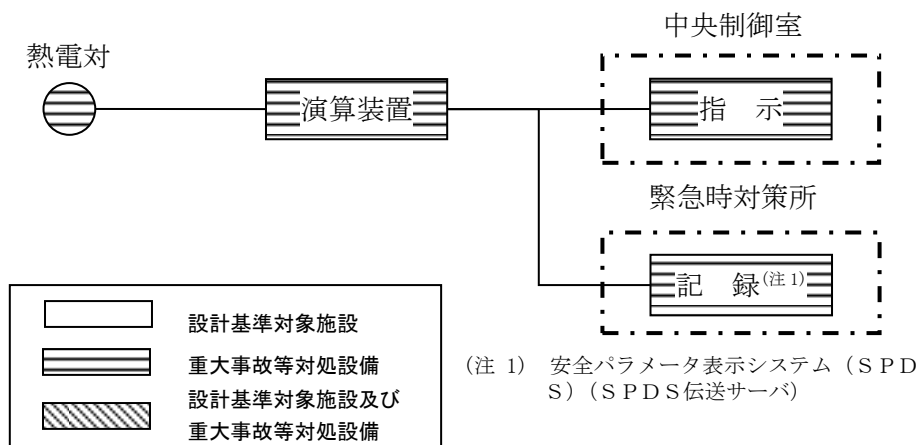 中央制御室
熱電対
演算装置
指　示
緊急時対策所
記　録(注1)
設計基準対象施設
重大事故等対処設備
設計基準対象施設及び
重大事故等対処設備
(注 1)　安全パラメータ表示システム（ＳＰＤ
Ｓ）（ＳＰＤＳ伝送サーバ）